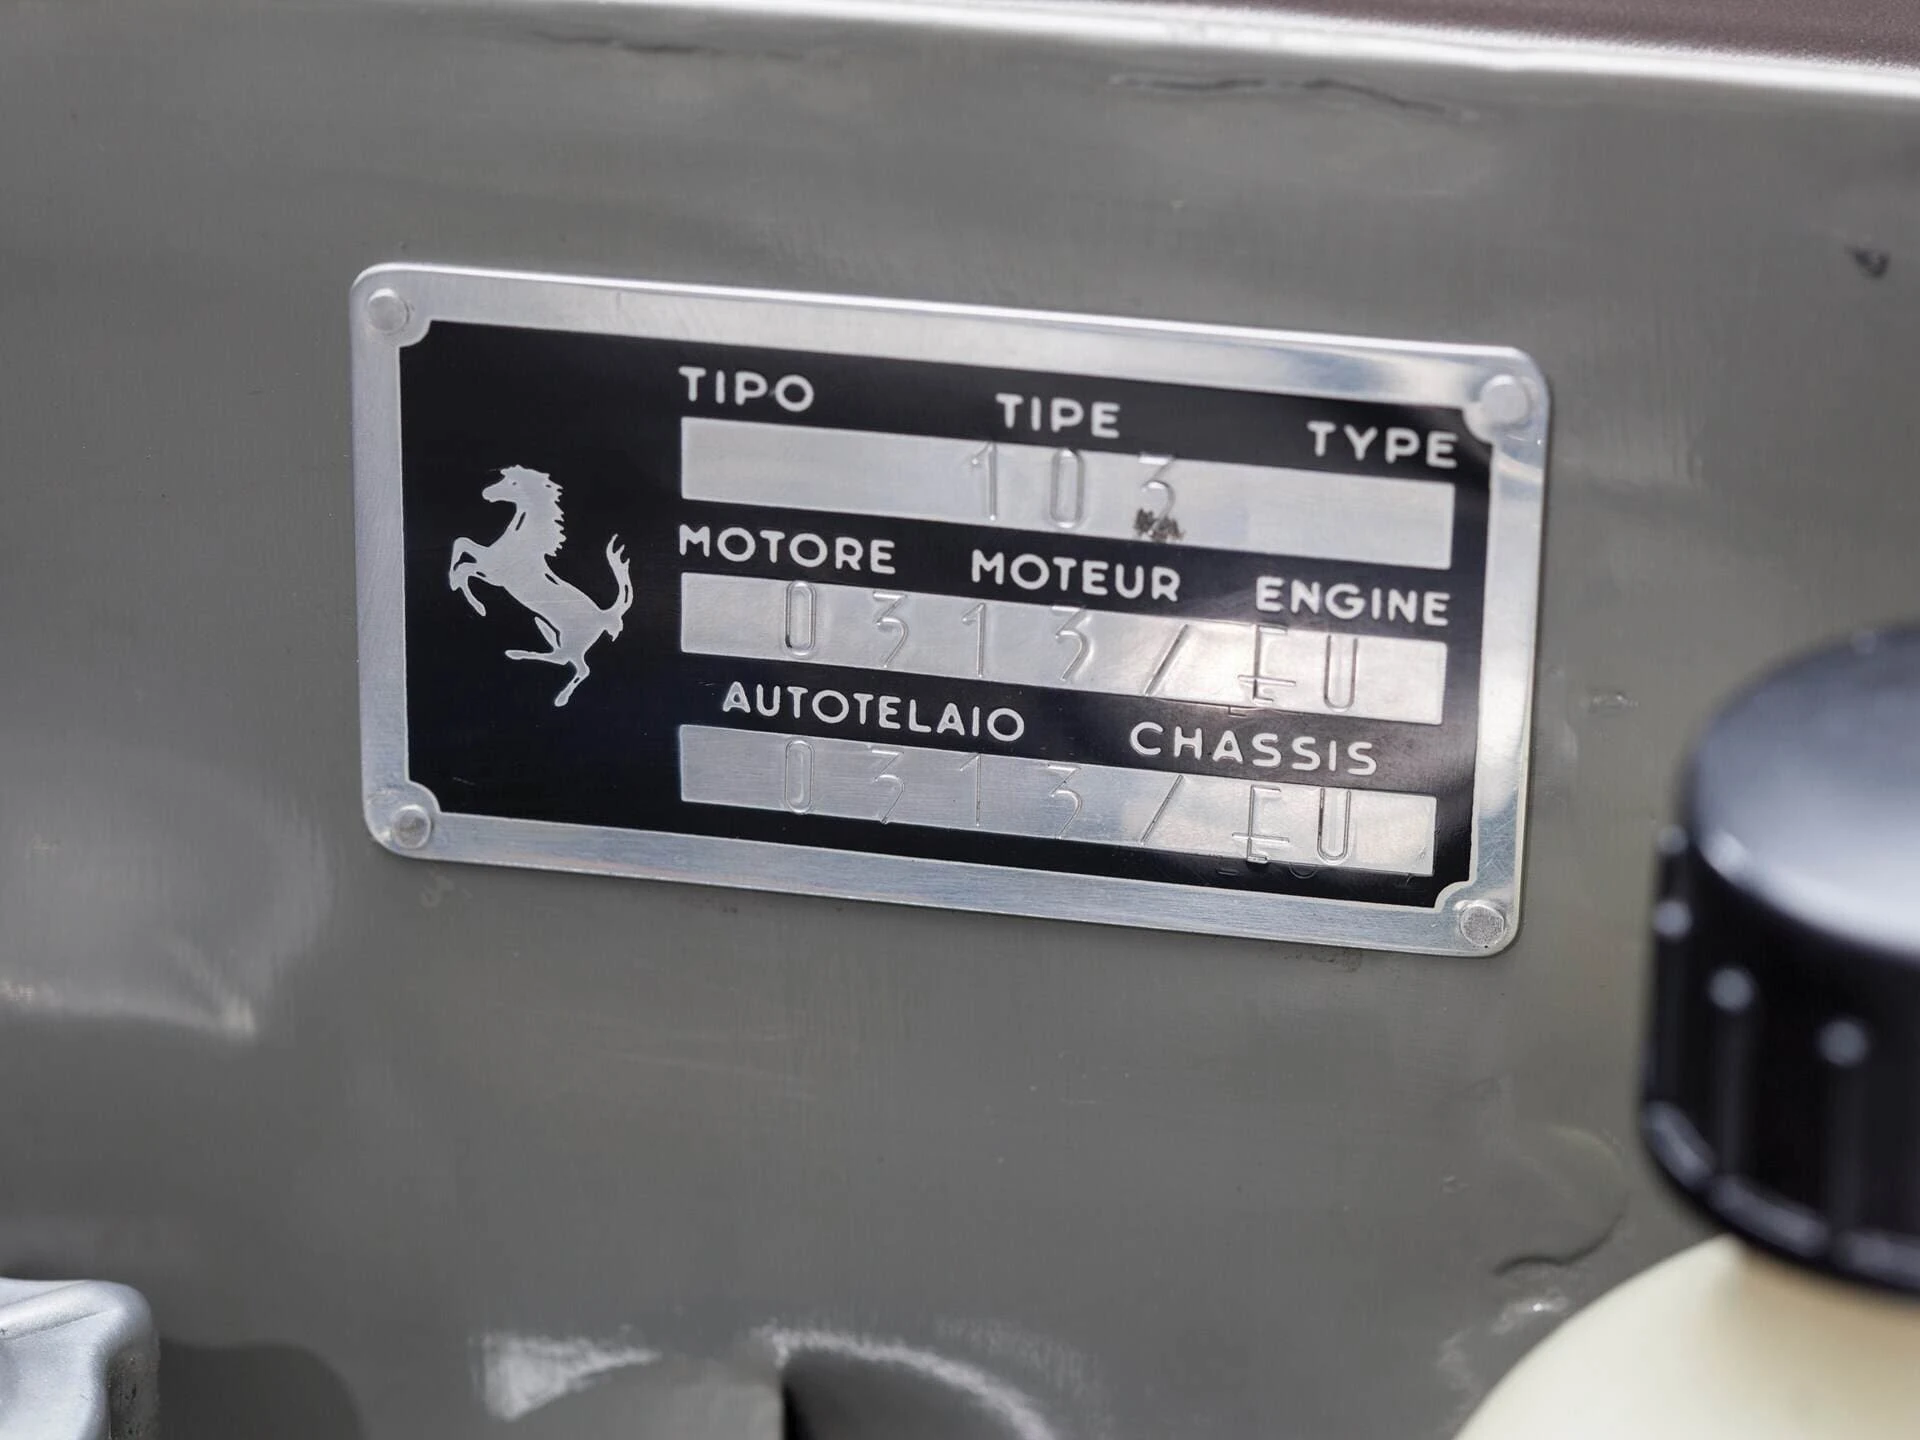 TIPO TIPE TYPE
103
MOTORE MOTEUR ENGINE
0313/EU
AUTOTELAIO CHASSIS
0313/EU